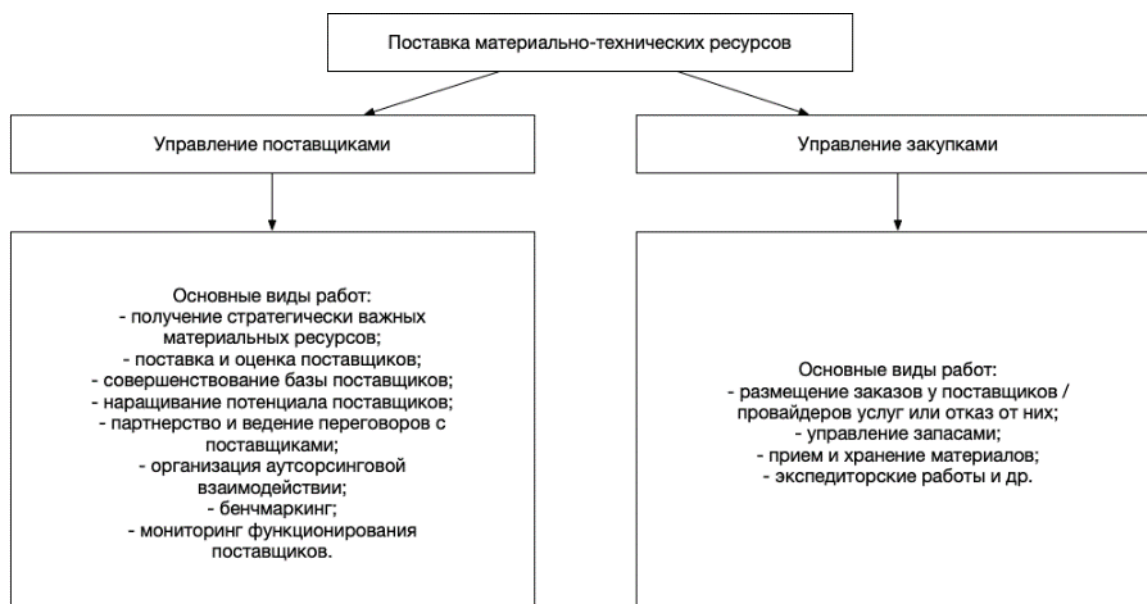 Поставка материально-технических ресурсов
Управление поставщиками
Управление закупками
Основные виды работ:
- получение стратегически важных
материальных ресурсов;
- поставка и оценка поставщиков;
- совершенствование базы поставщиков;
- наращивание потенциала поставщиков;
- партнерство и ведение переговоров с
поставщиками;
- организация аутсорсинговой
взаимодействии;
- бенчмаркинг;
- мониторинг функционирования
поставщиков.
Основные виды работ:
- размещение заказов у поставщиков /
провайдеров услуг или отказ от них;
- управление запасами;
- прием и хранение материалов;
- экспедиторские работы и др.